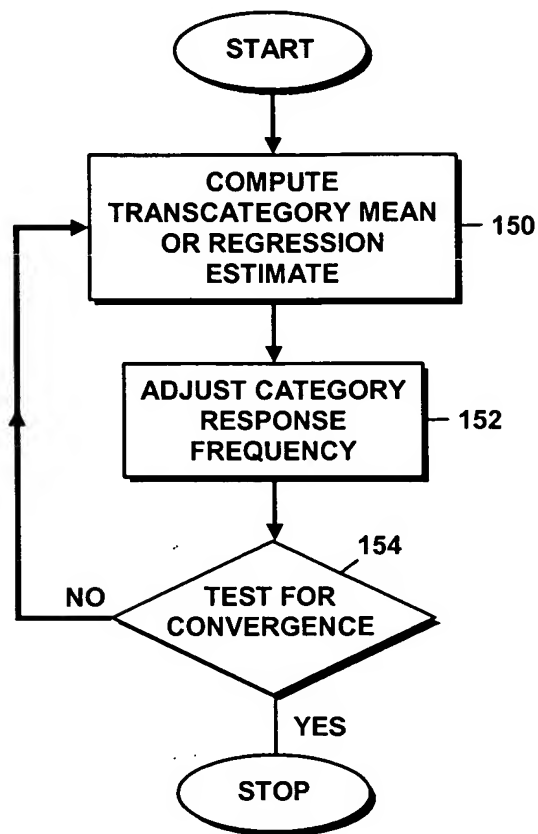 START
COMPUTE
TRANSCATEGORY MEAN
OR REGRESSION
ESTIMATE
150
ADJUST CATEGORY
RESPONSE
FREQUENCY
152
154
TEST FOR
CONVERGENCE
NO
YES
STOP